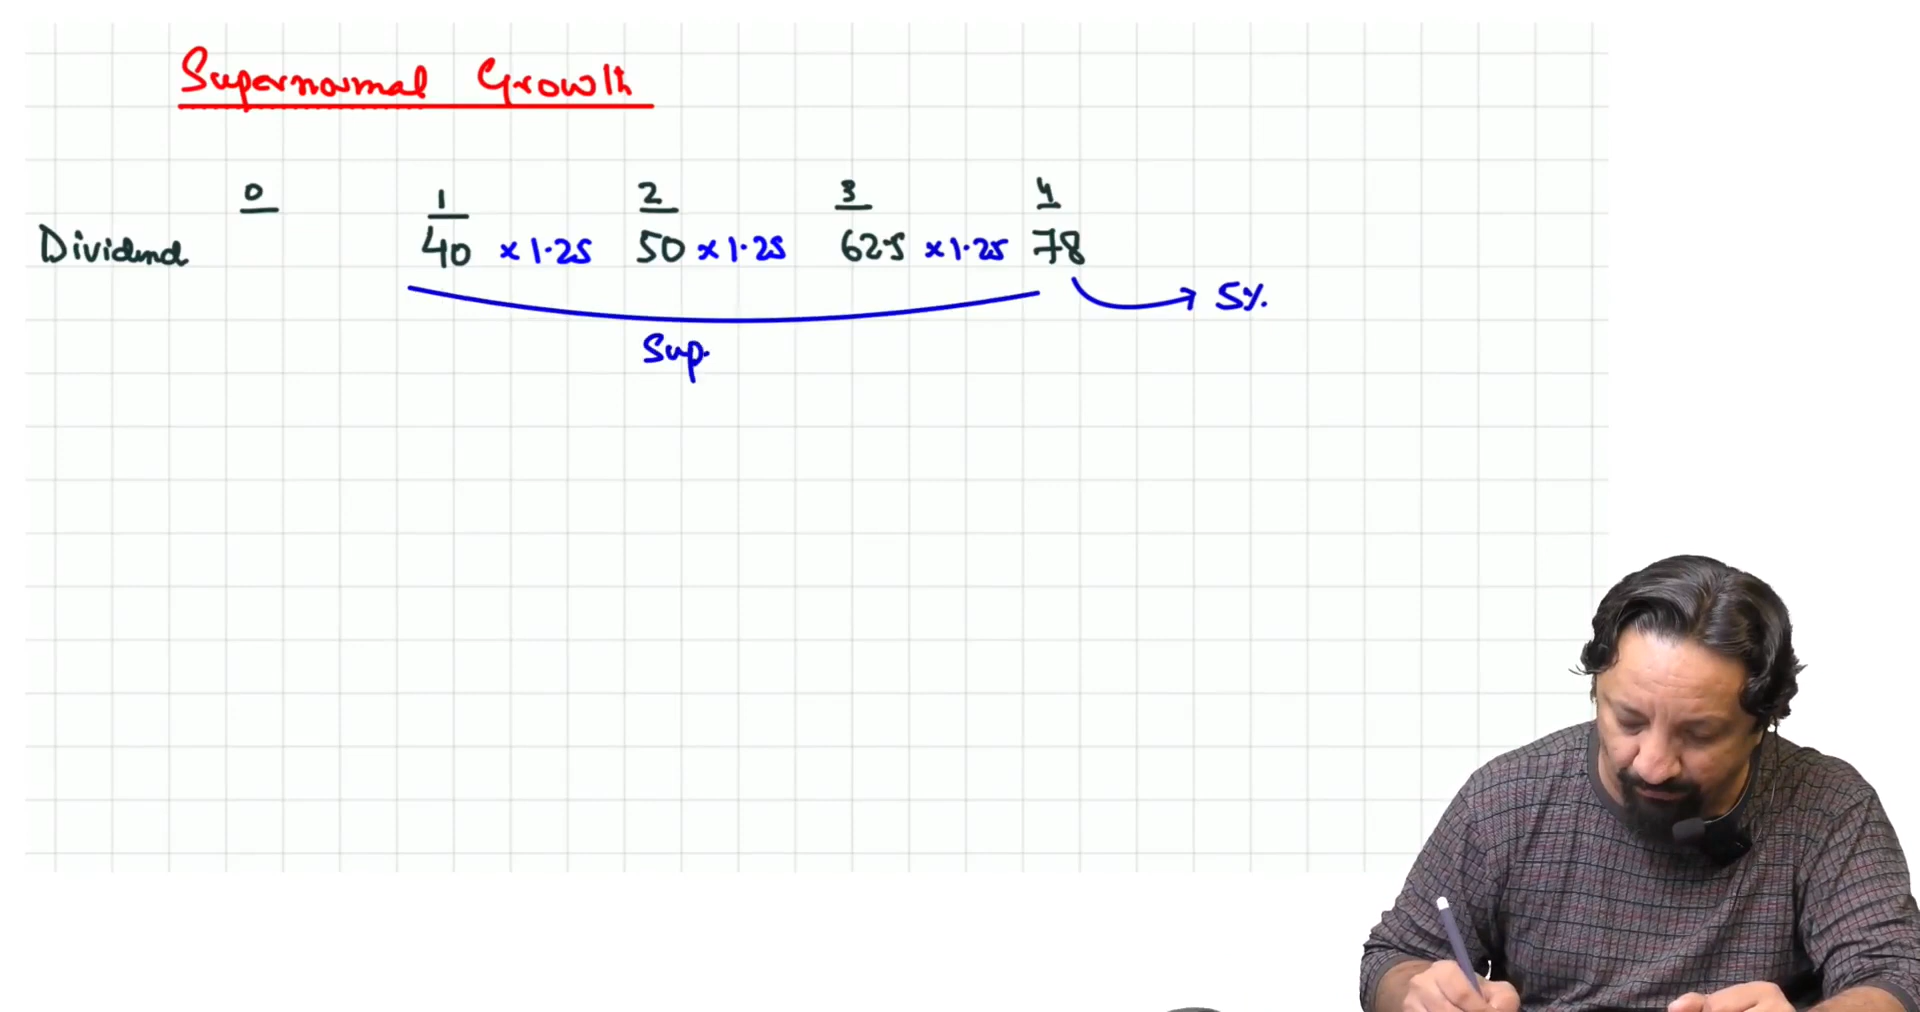 Supernormal Growth
0 1 2 3 4
Dividend 40 × 1.25 50 × 1.25 62.5 × 1.25 78
5%
Sup.